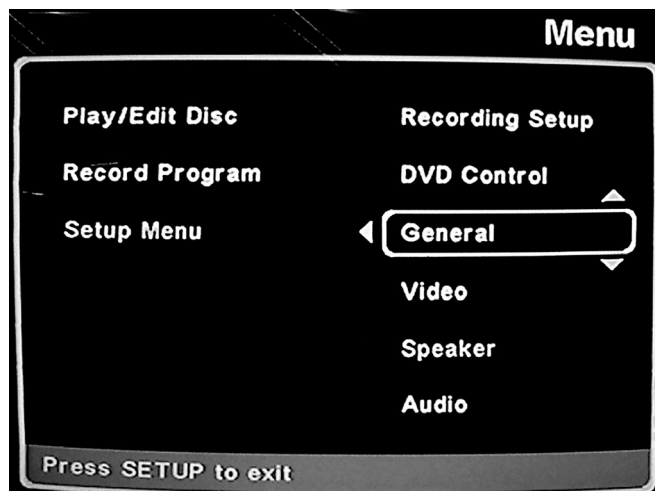 Menu
Play/Edit Disc
Record Program
Setup Menu
Recording Setup
DVD Control
General
Video
Speaker
Audio
Press SETUP to exit